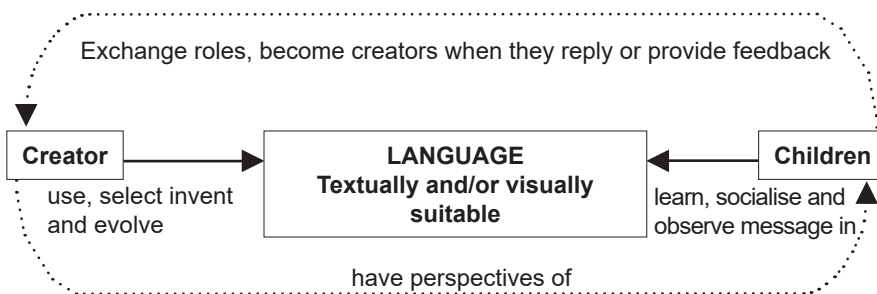 Exchange roles, become creators when they reply or provide feedback
Creator
LANGUAGE
Textually and/or visually
suitable
Children
use, select invent
and evolve
learn, socialise and
observe message in
have perspectives of